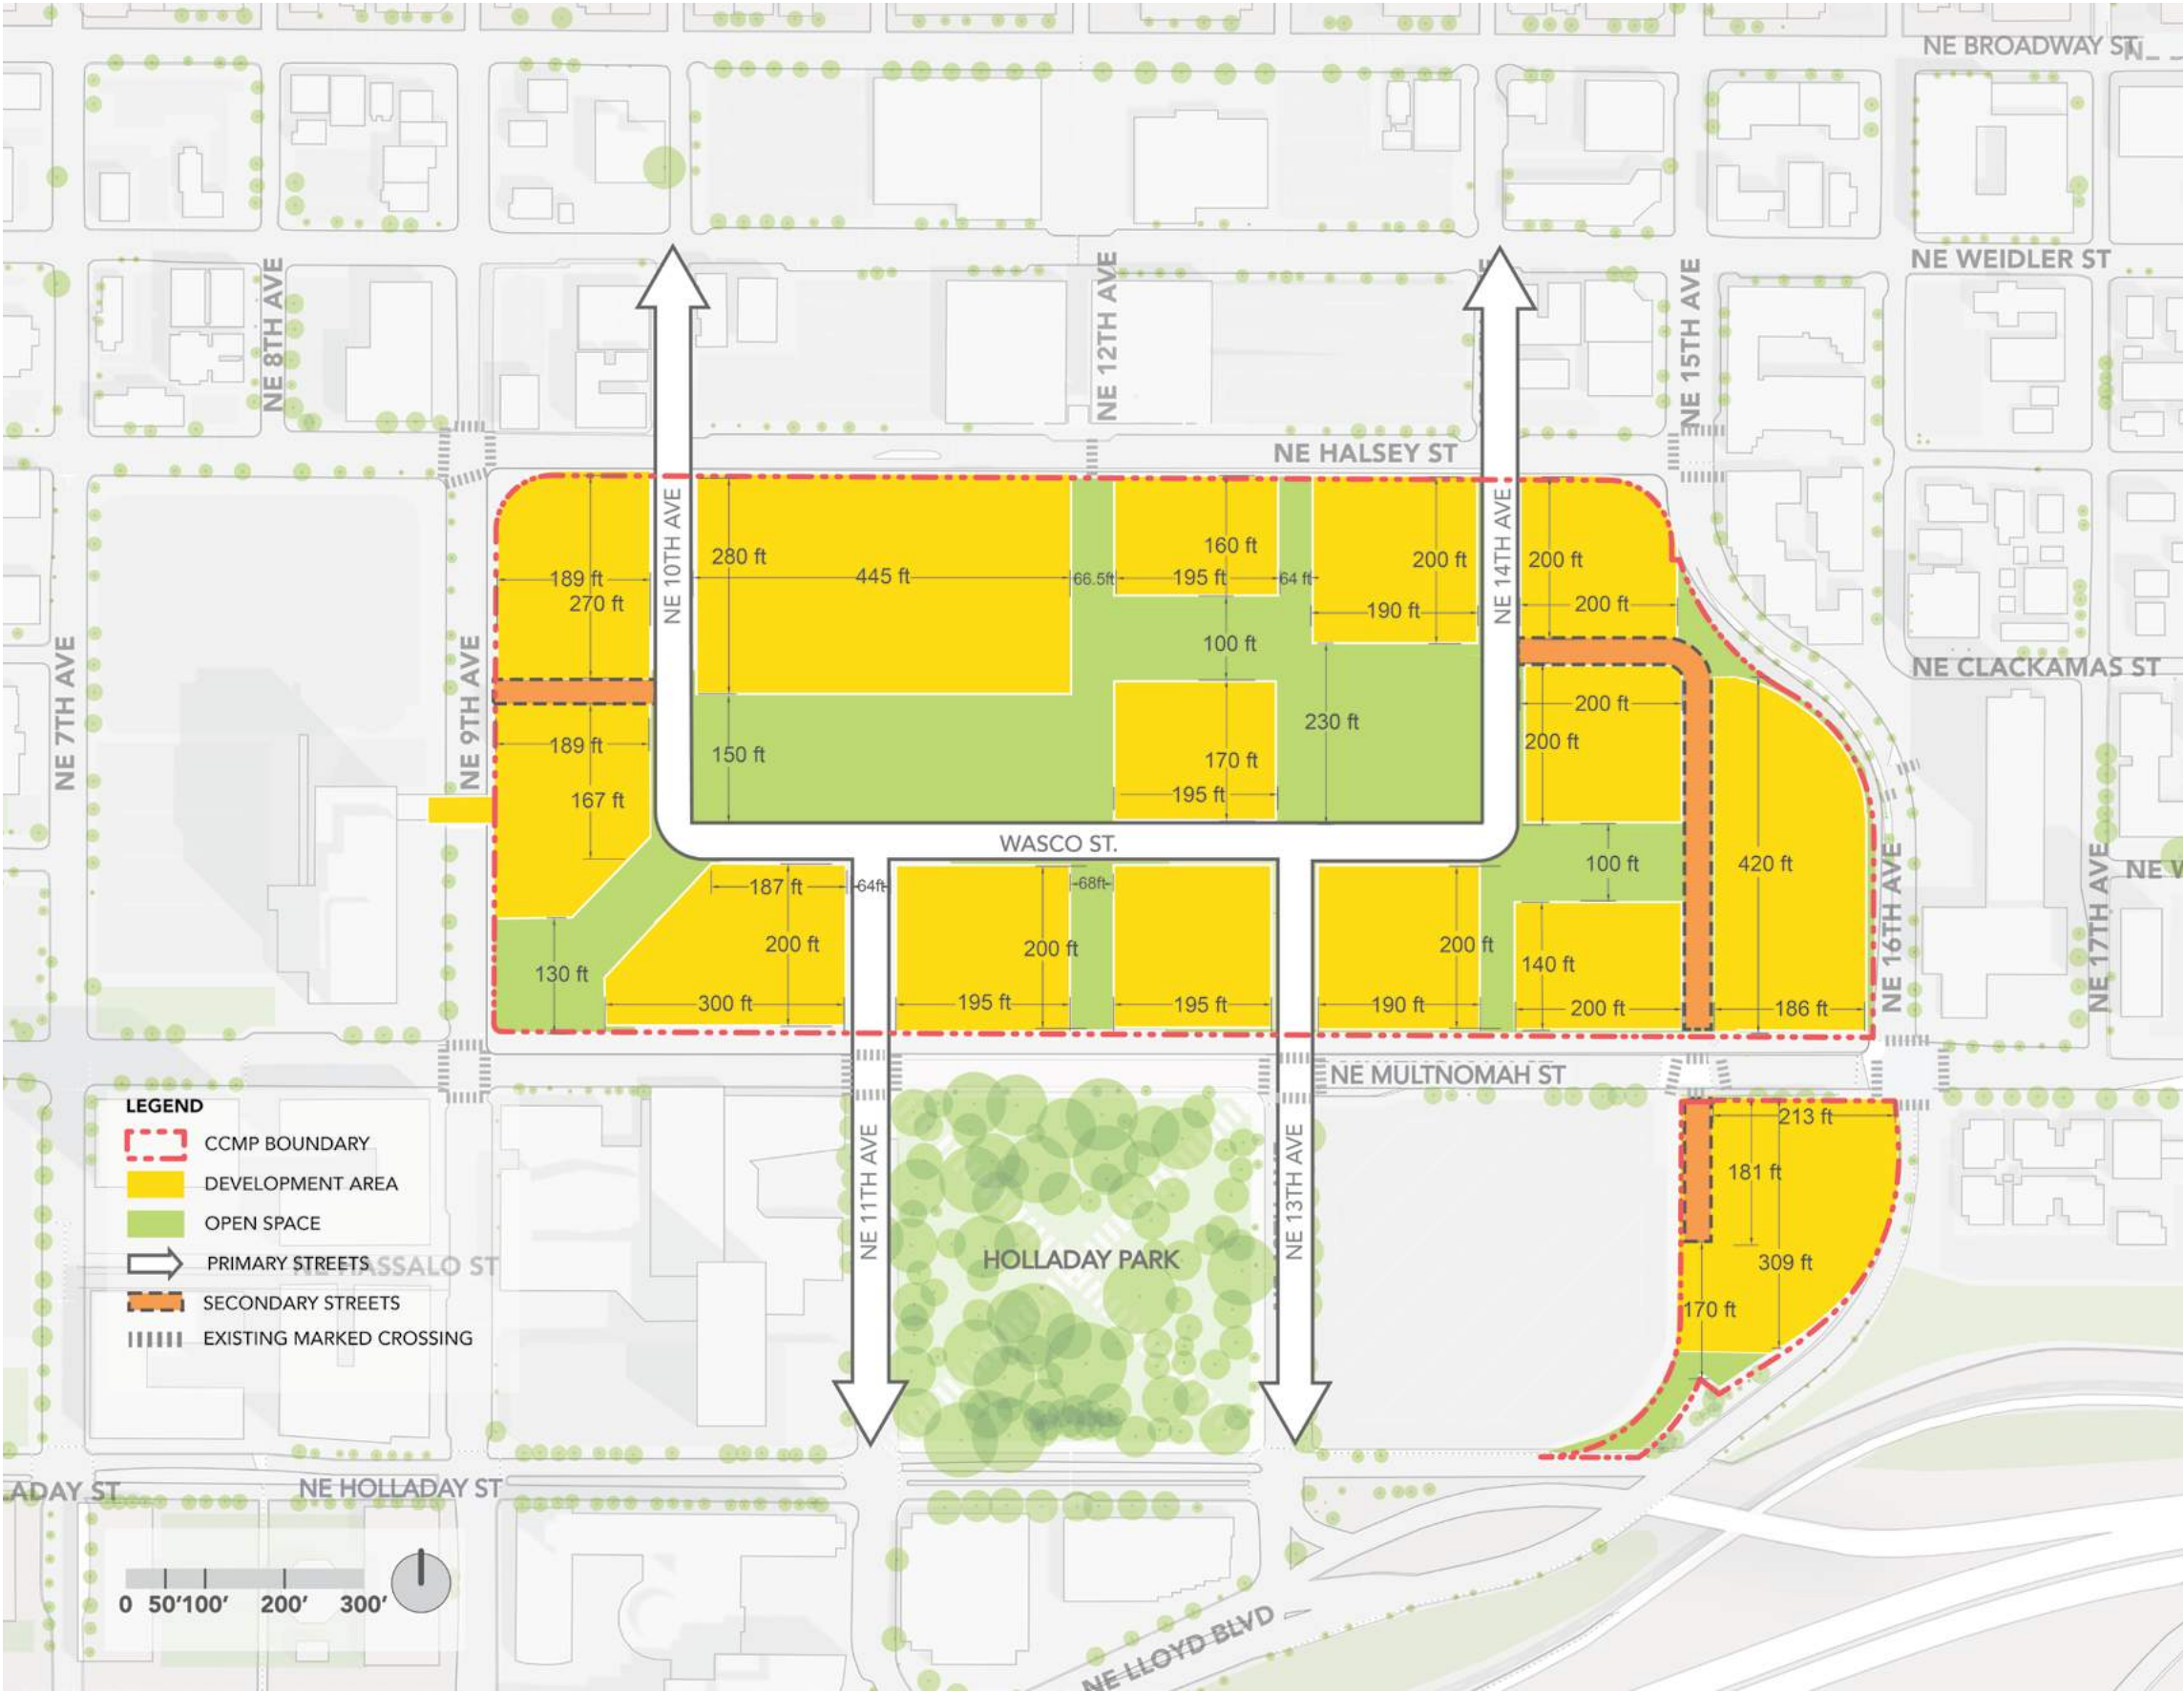 NE BROADWAY ST
NE WEIDLER ST
NE 8TH AVE
NE 12TH AVE
NE 15TH AVE
NE HALSEY ST
NE 10TH AVE
NE 14TH AVE
280 ft
445 ft
66.5ft
160 ft
195 ft
64 ft
200 ft
190 ft
200 ft
200 ft
189 ft
270 ft
100 ft
NE CLACKAMAS ST
NE 7TH AVE
NE 9TH AVE
189 ft
167 ft
150 ft
230 ft
170 ft
195 ft
200 ft
200 ft
WASCO ST.
100 ft
420 ft
187 ft
64ft
68ft
200 ft
200 ft
200 ft
140 ft
130 ft
300 ft
195 ft
195 ft
190 ft
200 ft
186 ft
NE 16TH AVE
NE 17TH AVE
NE MULTNOMAH ST
LEGEND
CCMP BOUNDARY
DEVELOPMENT AREA
OPEN SPACE
PRIMARY STREETS
SECONDARY STREETS
EXISTING MARKED CROSSING
NE 11TH AVE
HOLLADAY PARK
NE 13TH AVE
213 ft
181 ft
309 ft
170 ft
ADAY ST
NE HOLLADAY ST
0 50' 100' 200' 300'
NE LLOYD BLVD